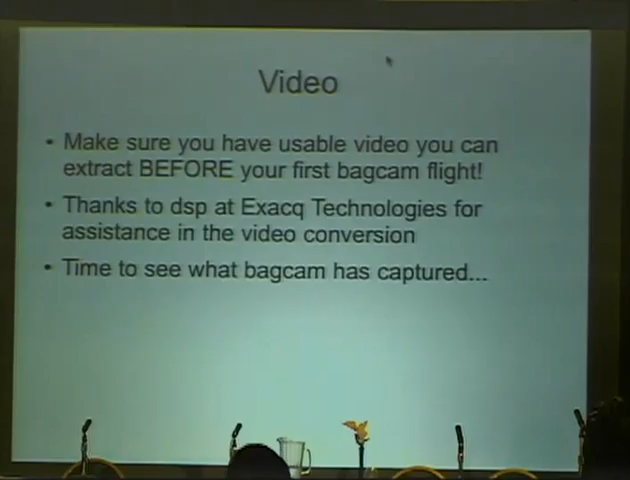 Video
• Make sure you have usable video you can
extract BEFORE your first bagcam flight!
• Thanks to dsp at Exacq Technologies for
assistance in the video conversion
• Time to see what bagcam has captured...